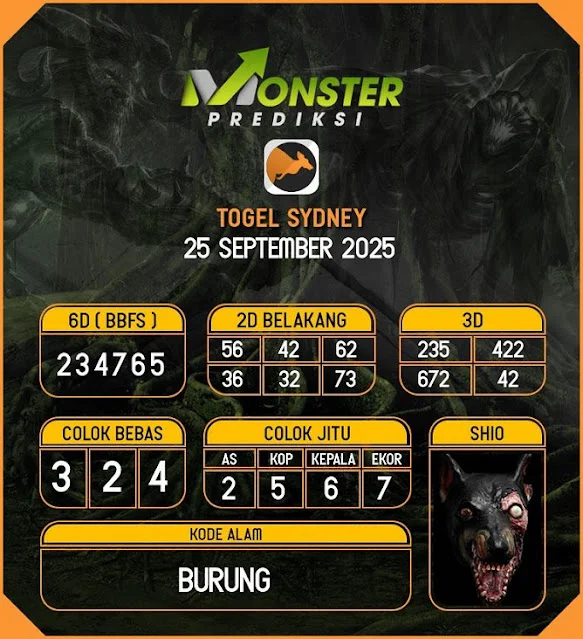 MONSTER
PREDIKSI
TOGEL SYDNEY
25 SEPTEMBER 2025
6D ( BBFS )
234765
2D BELAKANG
56 42 62
36 32 73
3D
235 422
672 42
COLOK BEBAS
3 2 4
COLOK JITU
AS KOP KEPALA EKOR
2 5 6 7
SHIO
KODE ALAM
BURUNG